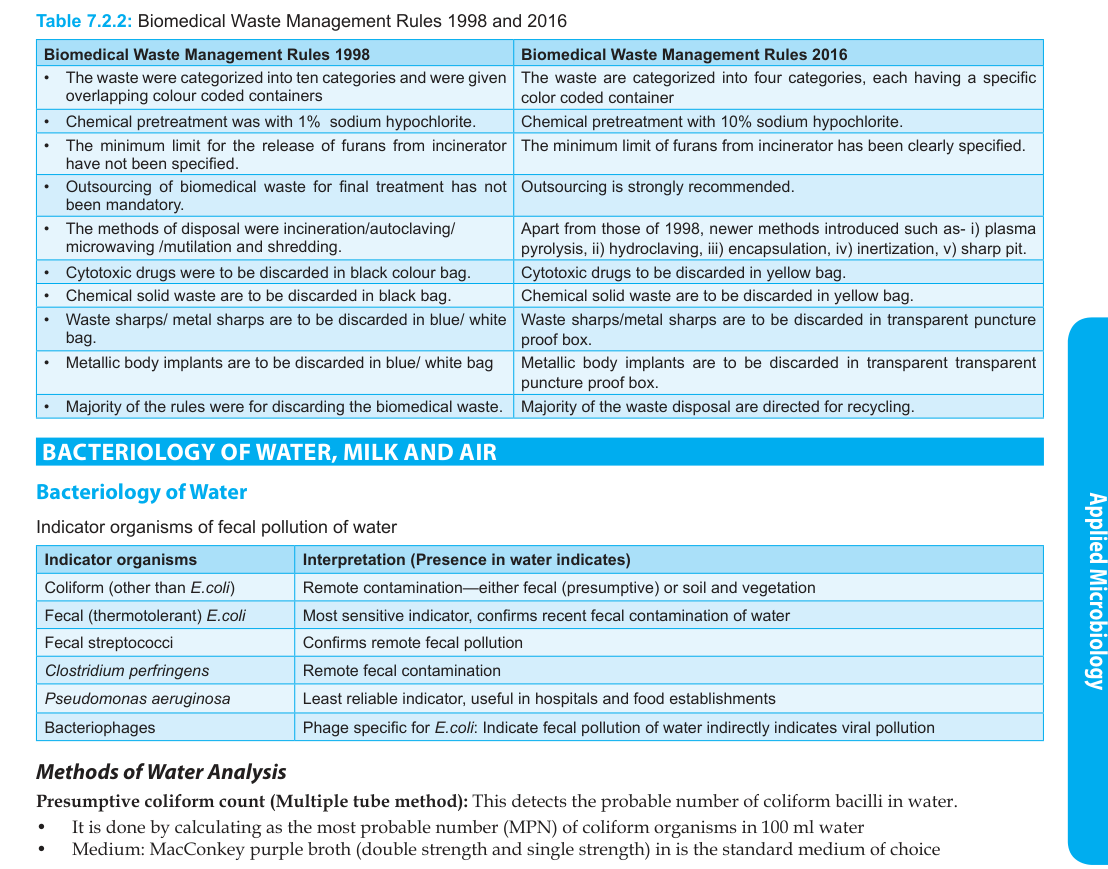 Table 7.2.2: Biomedical Waste Management Rules 1998 and 2016
Biomedical Waste Management Rules 1998
Biomedical Waste Management Rules 2016
• The waste were categorized into ten categories and were given
overlapping colour coded containers
The waste are categorized into four categories, each having a specific
color coded container
• Chemical pretreatment was with 1% sodium hypochlorite.
Chemical pretreatment with 10% sodium hypochlorite.
• The minimum limit for the release of furans from incinerator
have not been specified.
The minimum limit of furans from incinerator has been clearly specified.
• Outsourcing of biomedical waste for final treatment has not
been mandatory.
Outsourcing is strongly recommended.
• The methods of disposal were incineration/autoclaving/
microwaving /mutilation and shredding.
Apart from those of 1998, newer methods introduced such as- i) plasma
pyrolysis, ii) hydroclaving, iii) encapsulation, iv) inertization, v) sharp pit.
• Cytotoxic drugs were to be discarded in black colour bag.
Cytotoxic drugs to be discarded in yellow bag.
• Chemical solid waste are to be discarded in black bag.
Chemical solid waste are to be discarded in yellow bag.
• Waste sharps/ metal sharps are to be discarded in blue/ white
bag.
Waste sharps/metal sharps are to be discarded in transparent puncture
proof box.
• Metallic body implants are to be discarded in blue/ white bag
Metallic body implants are to be discarded in transparent transparent
puncture proof box.
• Majority of the rules were for discarding the biomedical waste.
Majority of the waste disposal are directed for recycling.
BACTERIOLOGY OF WATER, MILK AND AIR
Bacteriology of Water
Indicator organisms of fecal pollution of water
Indicator organisms
Interpretation (Presence in water indicates)
Coliform (other than E.coli)
Remote contamination—either fecal (presumptive) or soil and vegetation
Fecal (thermotolerant) E.coli
Most sensitive indicator, confirms recent fecal contamination of water
Fecal streptococci
Confirms remote fecal pollution
Clostridium perfringens
Remote fecal contamination
Pseudomonas aeruginosa
Least reliable indicator, useful in hospitals and food establishments
Bacteriophages
Phage specific for E.coli: Indicate fecal pollution of water indirectly indicates viral pollution
Methods of Water Analysis
Presumptive coliform count (Multiple tube method): This detects the probable number of coliform bacilli in water.
• It is done by calculating as the most probable number (MPN) of coliform organisms in 100 ml water
• Medium: MacConkey purple broth (double strength and single strength) in is the standard medium of choice
Applied Microbiology